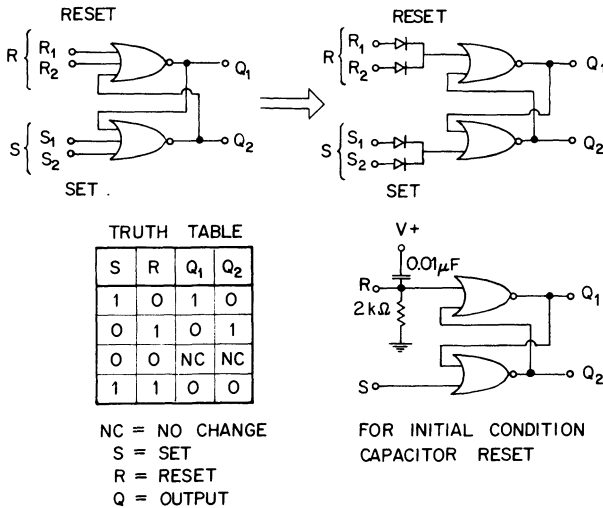 RESET
R { R1
R2
Q1
S { S1
S2
Q2
SET .
RESET
R { R1
R2
Q1
S { S1
S2
Q2
SET
TRUTH TABLE
S R Q1 Q2
1 0 1 0
0 1 0 1
0 0 NC NC
1 1 0 0
NC = NO CHANGE
S = SET
R = RESET
Q = OUTPUT
V+
0.01μF
R
2kΩ
Q1
Q2
S
FOR INITIAL CONDITION
CAPACITOR RESET